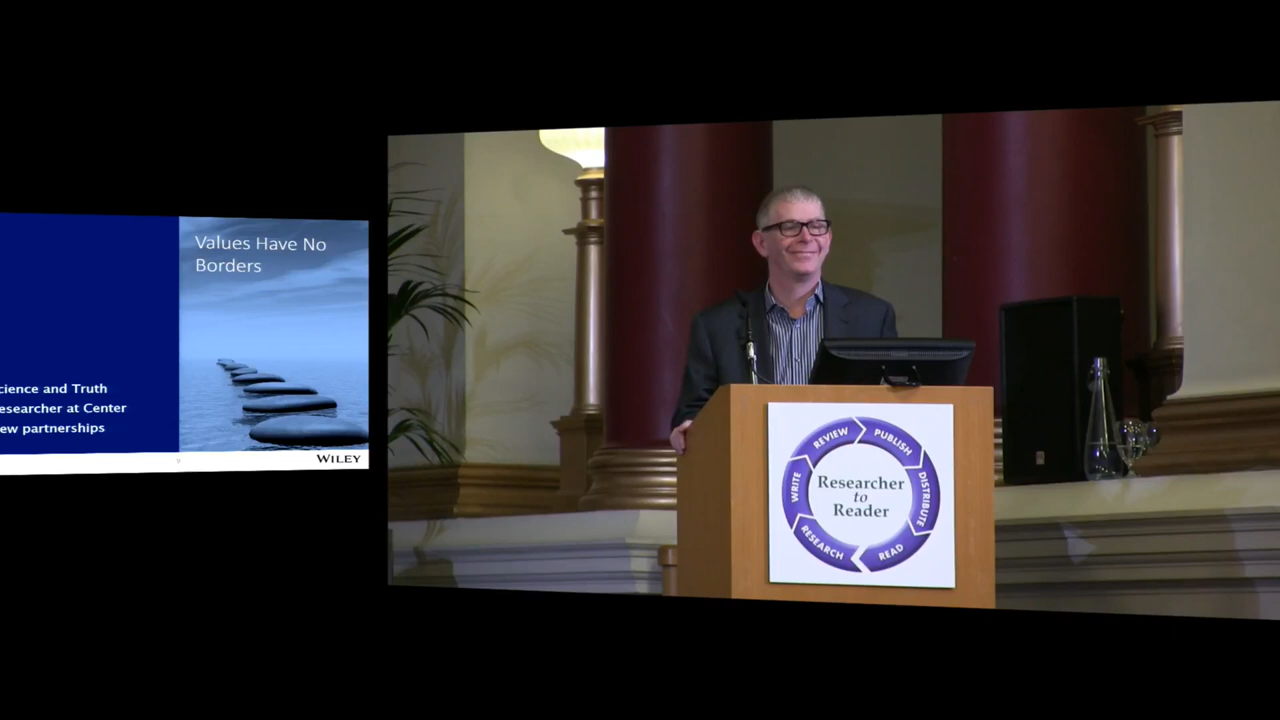 Values Have No
Borders
cience and Truth
esearcher at Center
ew partnerships
WILEY
REVIEW
PUBLISH
DISTRIBUTE
READ
RESEARCH
WRITE
Researcher
to
Reader